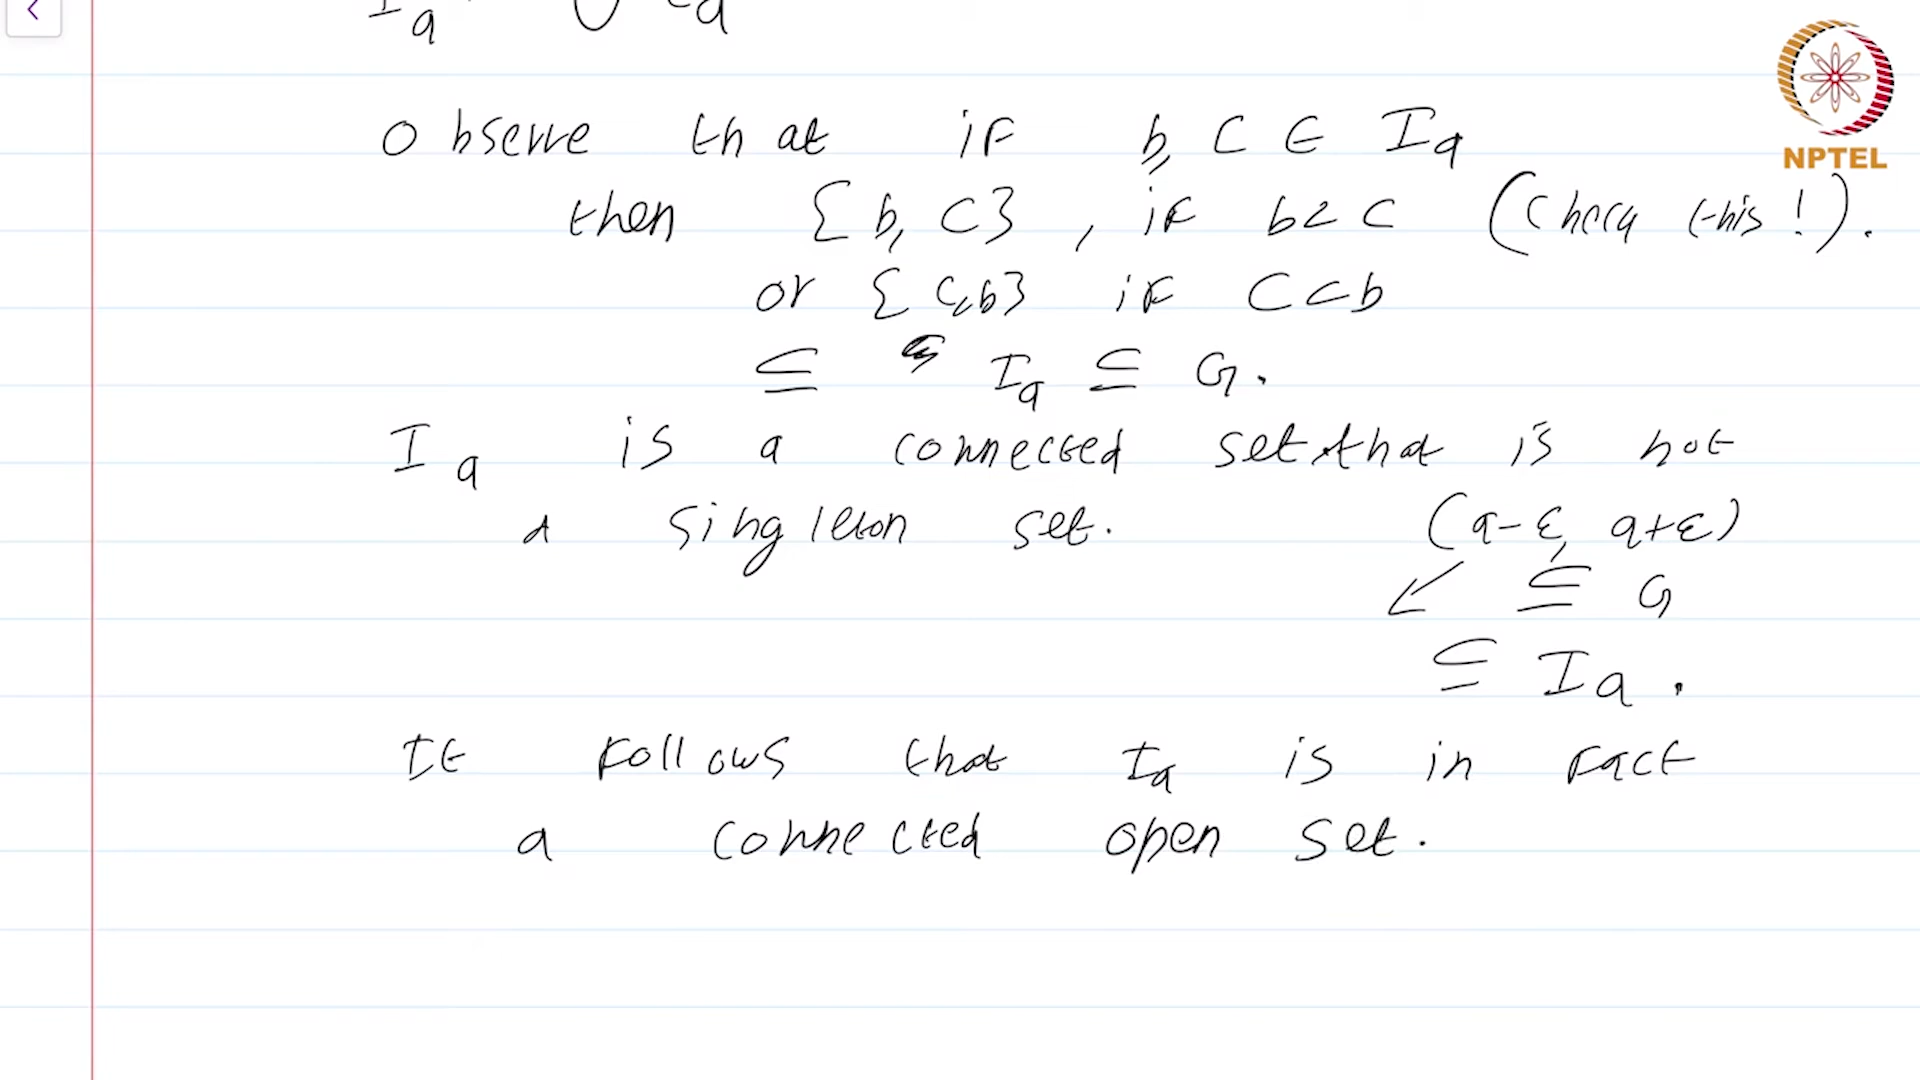 I_a
Observe that if b, C ∈ I_a
then {b, C}, if b < C (Check this!).
or {C, b} if C < b
⊆ I_a ⊆ G.
I_a is a connected set that is not
a singleton set. (a-ε, a+ε)
⊆ G
⊆ I_a.
It follows that I_a is in fact
a connected open set.
NPTEL